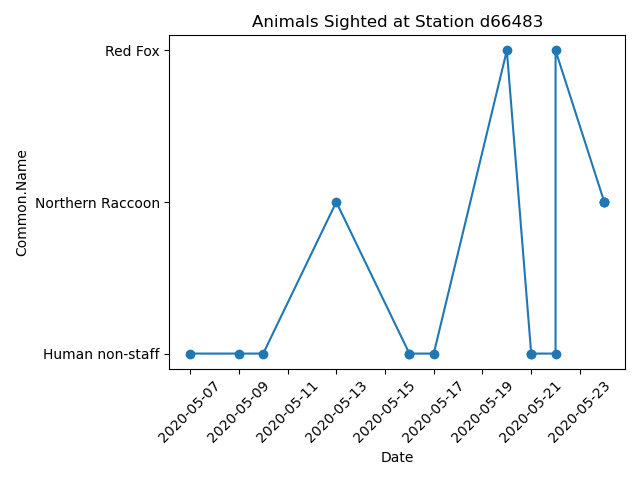 Animals Sighted at Station d66483
Red Fox
Northern Raccoon
Human non-staff
Common.Name
2020-05-07
2020-05-09
2020-05-11
2020-05-13
2020-05-15
2020-05-17
2020-05-19
2020-05-21
2020-05-23
Date